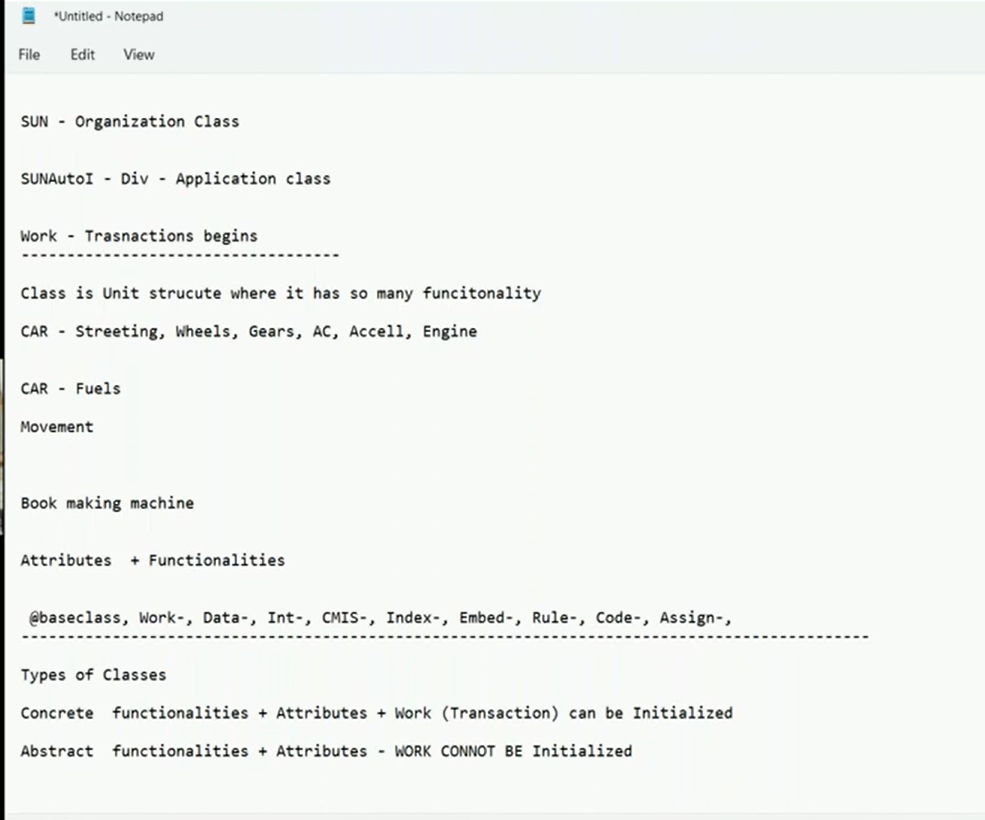 *Untitled - Notepad
File Edit View
SUN - Organization Class
SUNAutoI - Div - Application class
Work - Trasnactions begins
-----------------------------------
Class is Unit strucute where it has so many funcitonality
CAR - Streeting, Wheels, Gears, AC, Accell, Engine
CAR - Fuels
Movement
Book making machine
Attributes + Functionalities
@baseclass, Work-, Data-, Int-, CMIS-, Index-, Embed-, Rule-, Code-, Assign-,
---------------------------------------------------------------------------------------------
Types of Classes
Concrete functionalities + Attributes + Work (Transaction) can be Initialized
Abstract functionalities + Attributes - WORK CONNOT BE Initialized